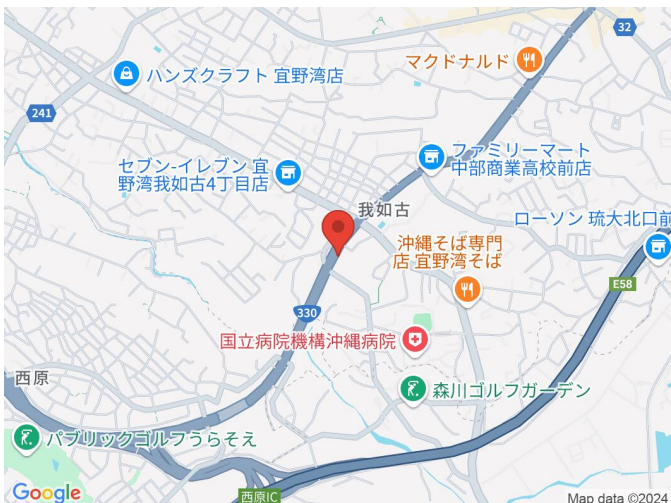 32
マクドナルド
ハンズクラフト 宜野湾店
241
ファミリーマート
中部商業高校前店
セブン-イレブン 宜
野湾我如古4丁目店
我如古
ローソン 琉大北口前
沖縄そば専門
店 宜野湾そば
E58
330
国立病院機構沖縄病院
西原
森川ゴルフガーデン
パブリックゴルフうらそえ
Google
西原IC
Map data ©2024